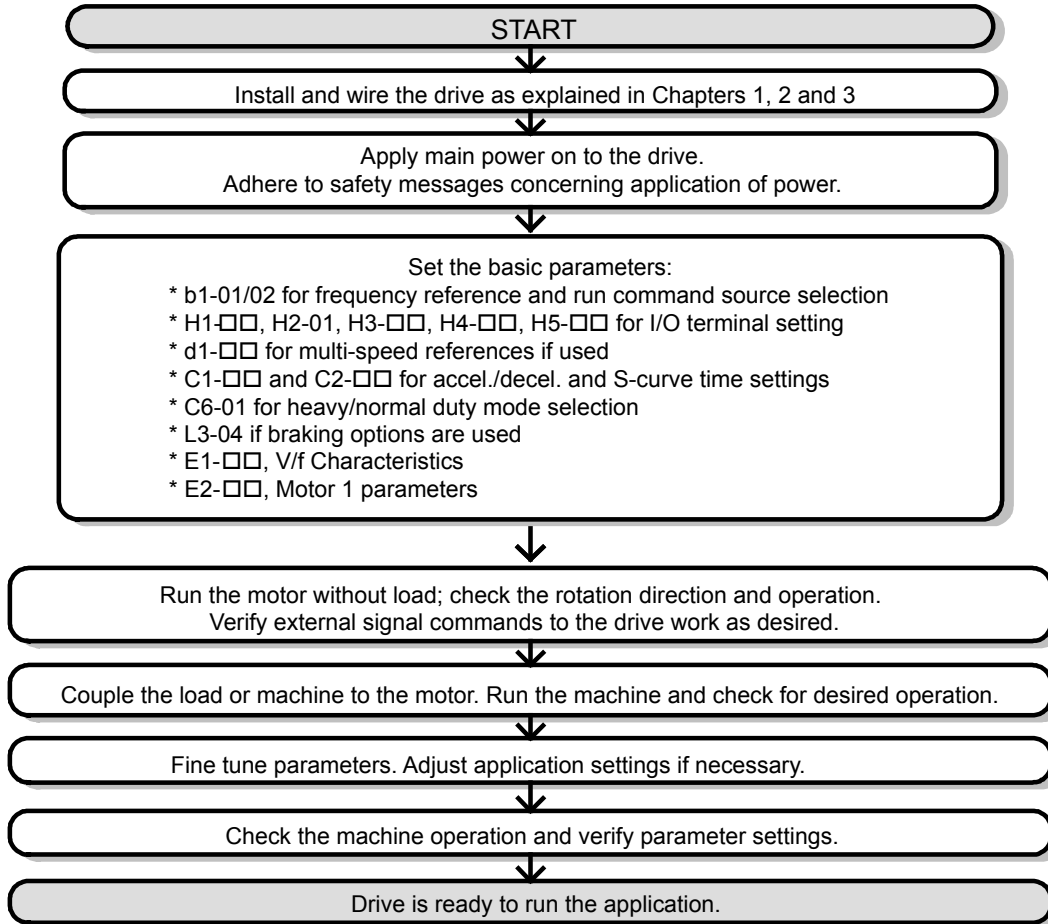 START
Install and wire the drive as explained in Chapters 1, 2 and 3
Apply main power on to the drive.
Adhere to safety messages concerning application of power.
Set the basic parameters:
* b1-01/02 for frequency reference and run command source selection
* H1-□□, H2-01, H3-□□, H4-□□, H5-□□ for I/O terminal setting
* d1-□□ for multi-speed references if used
* C1-□□ and C2-□□ for accel./decel. and S-curve time settings
* C6-01 for heavy/normal duty mode selection
* L3-04 if braking options are used
* E1-□□, V/f Characteristics
* E2-□□, Motor 1 parameters
Run the motor without load; check the rotation direction and operation.
Verify external signal commands to the drive work as desired.
Couple the load or machine to the motor. Run the machine and check for desired operation.
Fine tune parameters. Adjust application settings if necessary.
Check the machine operation and verify parameter settings.
Drive is ready to run the application.